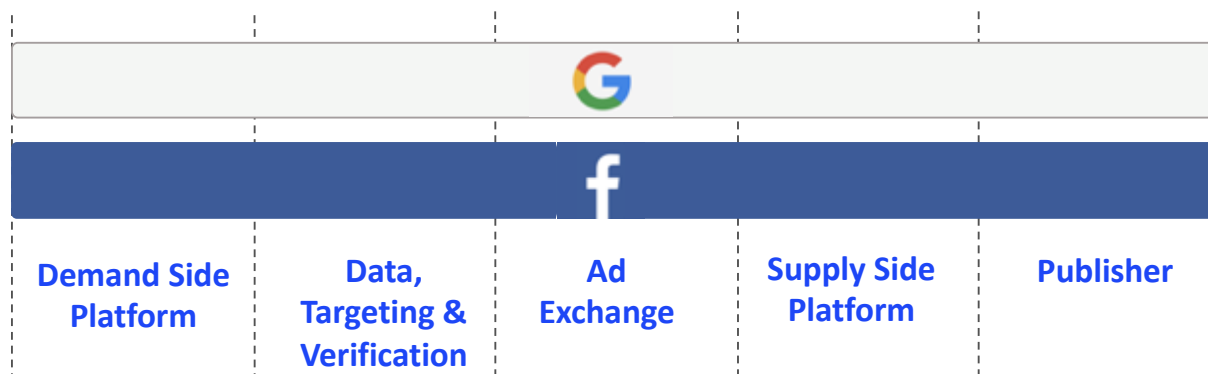 Demand Side
Platform
Data,
Targeting &
Verification
Ad
Exchange
Supply Side
Platform
Publisher